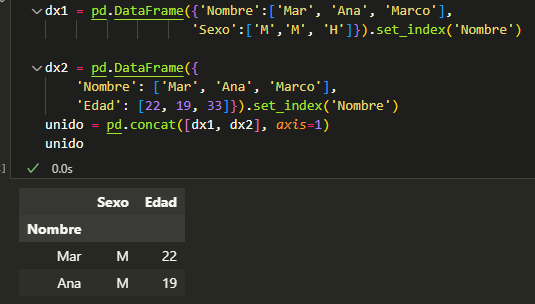 dx1 = pd.DataFrame({'Nombre':['Mar', 'Ana', 'Marco'],
'Sexo':['M','M', 'H']}).set_index('Nombre')
dx2 = pd.DataFrame({
'Nombre': ['Mar', 'Ana', 'Marco'],
'Edad': [22, 19, 33]}).set_index('Nombre')
unido = pd.concat([dx1, dx2], axis=1)
unido
] 0.0s
Sexo Edad
Nombre
Mar M 22
Ana M 19